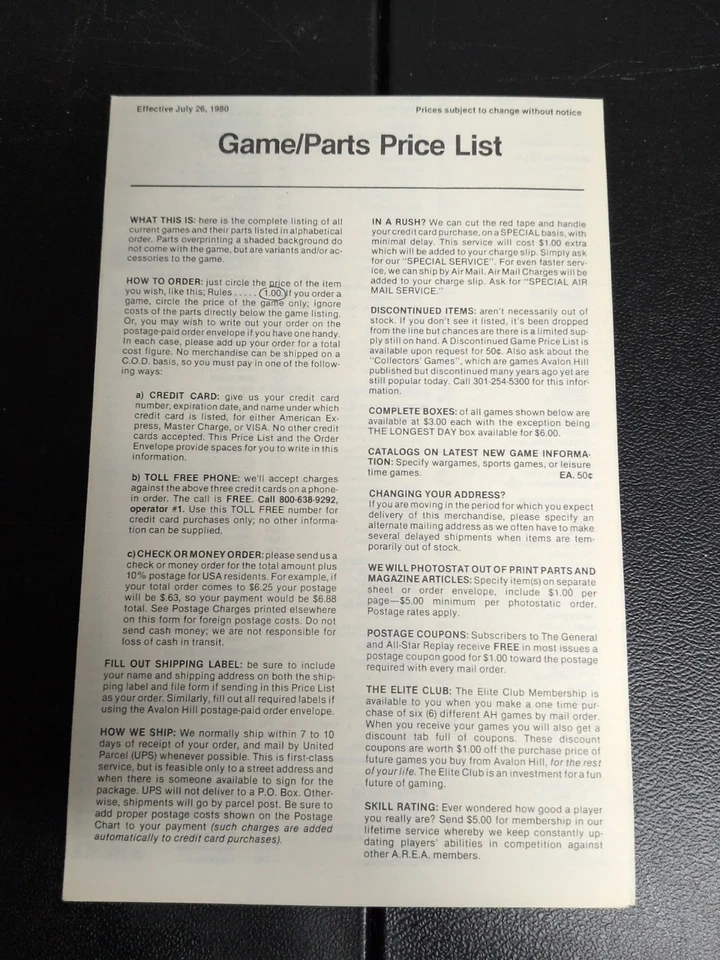 Effective July 26, 1980
Prices subject to change without notice
Game/Parts Price List
WHAT THIS IS: here is the complete listing of all
current games and their parts listed in alphabetical
order. Parts overprinting a shaded background do
not come with the game, but are variants and/or ac-
cessories to the game.
HOW TO ORDER: just circle the price of the item
you wish, like this; Rules ..... 1.00. If you order a
game, circle the price of the game only; ignore
costs of the parts directly below the game listing.
Or, you may wish to write out your order on the
postage-paid order envelope if you have one handy.
In each case, please add up your order for a total
cost figure. No merchandise can be shipped on a
C.O.D. basis, so you must pay in one of the follow-
ing ways:
a) CREDIT CARD: give us your credit card
number, expiration date, and name under which
credit card is listed, for either American Ex-
press, Master Charge, or VISA. No other credit
cards accepted. This Price List and the Order
Envelope provide spaces for you to write in this
information.
b) TOLL FREE PHONE: we'll accept charges
against the above three credit cards on a phone-
in order. The call is FREE. Call 800-638-9292,
operator #1. Use this TOLL FREE number for
credit card purchases only; no other informa-
tion can be supplied.
c) CHECK OR MONEY ORDER: please send us a
check or money order for the total amount plus
10% postage for USA residents. For example, if
your total order comes to $6.25 your postage
will be $.63, so your payment would be $6.88
total. See Postage Charges printed elsewhere
on this form for foreign postage costs. Do not
send cash money; we are not responsible for
loss of cash in transit.
FILL OUT SHIPPING LABEL: be sure to include
your name and shipping address on both the ship-
ping label and file form if sending in this Price List
as your order. Similarly, fill out all required labels if
using the Avalon Hill postage-paid order envelope.
HOW WE SHIP: We normally ship within 7 to 10
days of receipt of your order, and mail by United
Parcel (UPS) whenever possible. This is first-class
service, but is feasible only to a street address and
when there is someone available to sign for the
package. UPS will not deliver to a P.O. Box. Other-
wise, shipments will go by parcel post. Be sure to
add proper postage costs shown on the Postage
Chart to your payment (such charges are added
automatically to credit card purchases).
IN A RUSH? We can cut the red tape and handle
your credit card purchase, on a SPECIAL basis, with
minimal delay. This service will cost $1.00 extra
which will be added to your charge slip. Simply ask
for our "SPECIAL SERVICE". For even faster serv-
ice, we can ship by Air Mail. Air Mail Charges will be
added to your charge slip. Ask for "SPECIAL AIR
MAIL SERVICE."
DISCONTINUED ITEMS: aren't necessarily out of
stock. If you don't see it listed, it's been dropped
from the line but chances are there is a limited sup-
ply still on hand. A Discontinued Game Price List is
available upon request for 50¢. Also ask about the
"Collectors' Games", which are games Avalon Hill
published but discontinued many years ago yet are
still popular today. Call 301-254-5300 for this infor-
mation.
COMPLETE BOXES: of all games shown below are
available at $3.00 each with the exception being
THE LONGEST DAY box available for $6.00.
CATALOGS ON LATEST NEW GAME INFORMA-
TION: Specify wargames, sports games, or leisure
time games. EA. 50¢
CHANGING YOUR ADDRESS?
If you are moving in the period for which you expect
delivery of this merchandise, please specify an
alternate mailing address as we often have to make
several delayed shipments when items are tem-
porarily out of stock.
WE WILL PHOTOSTAT OUT OF PRINT PARTS AND
MAGAZINE ARTICLES: Specify item(s) on separate
sheet or order envelope, include $1.00 per
page—$5.00 minimum per photostatic order.
Postage rates apply.
POSTAGE COUPONS: Subscribers to The General
and All-Star Replay receive FREE in most issues a
postage coupon good for $1.00 toward the postage
required with every mail order.
THE ELITE CLUB: The Elite Club Membership is
available to you when you make a one time pur-
chase of six (6) different AH games by mail order.
When you receive your games you will also get a
discount tab full of coupons. These discount
coupons are worth $1.00 off the purchase price of
future games you buy from Avalon Hill, for the rest
of your life. The Elite Club is an investment for a fun
future of gaming.
SKILL RATING: Ever wondered how good a player
you really are? Send $5.00 for membership in our
lifetime service whereby we keep constantly up-
dating players' abilities in competition against
other A.R.E.A. members.